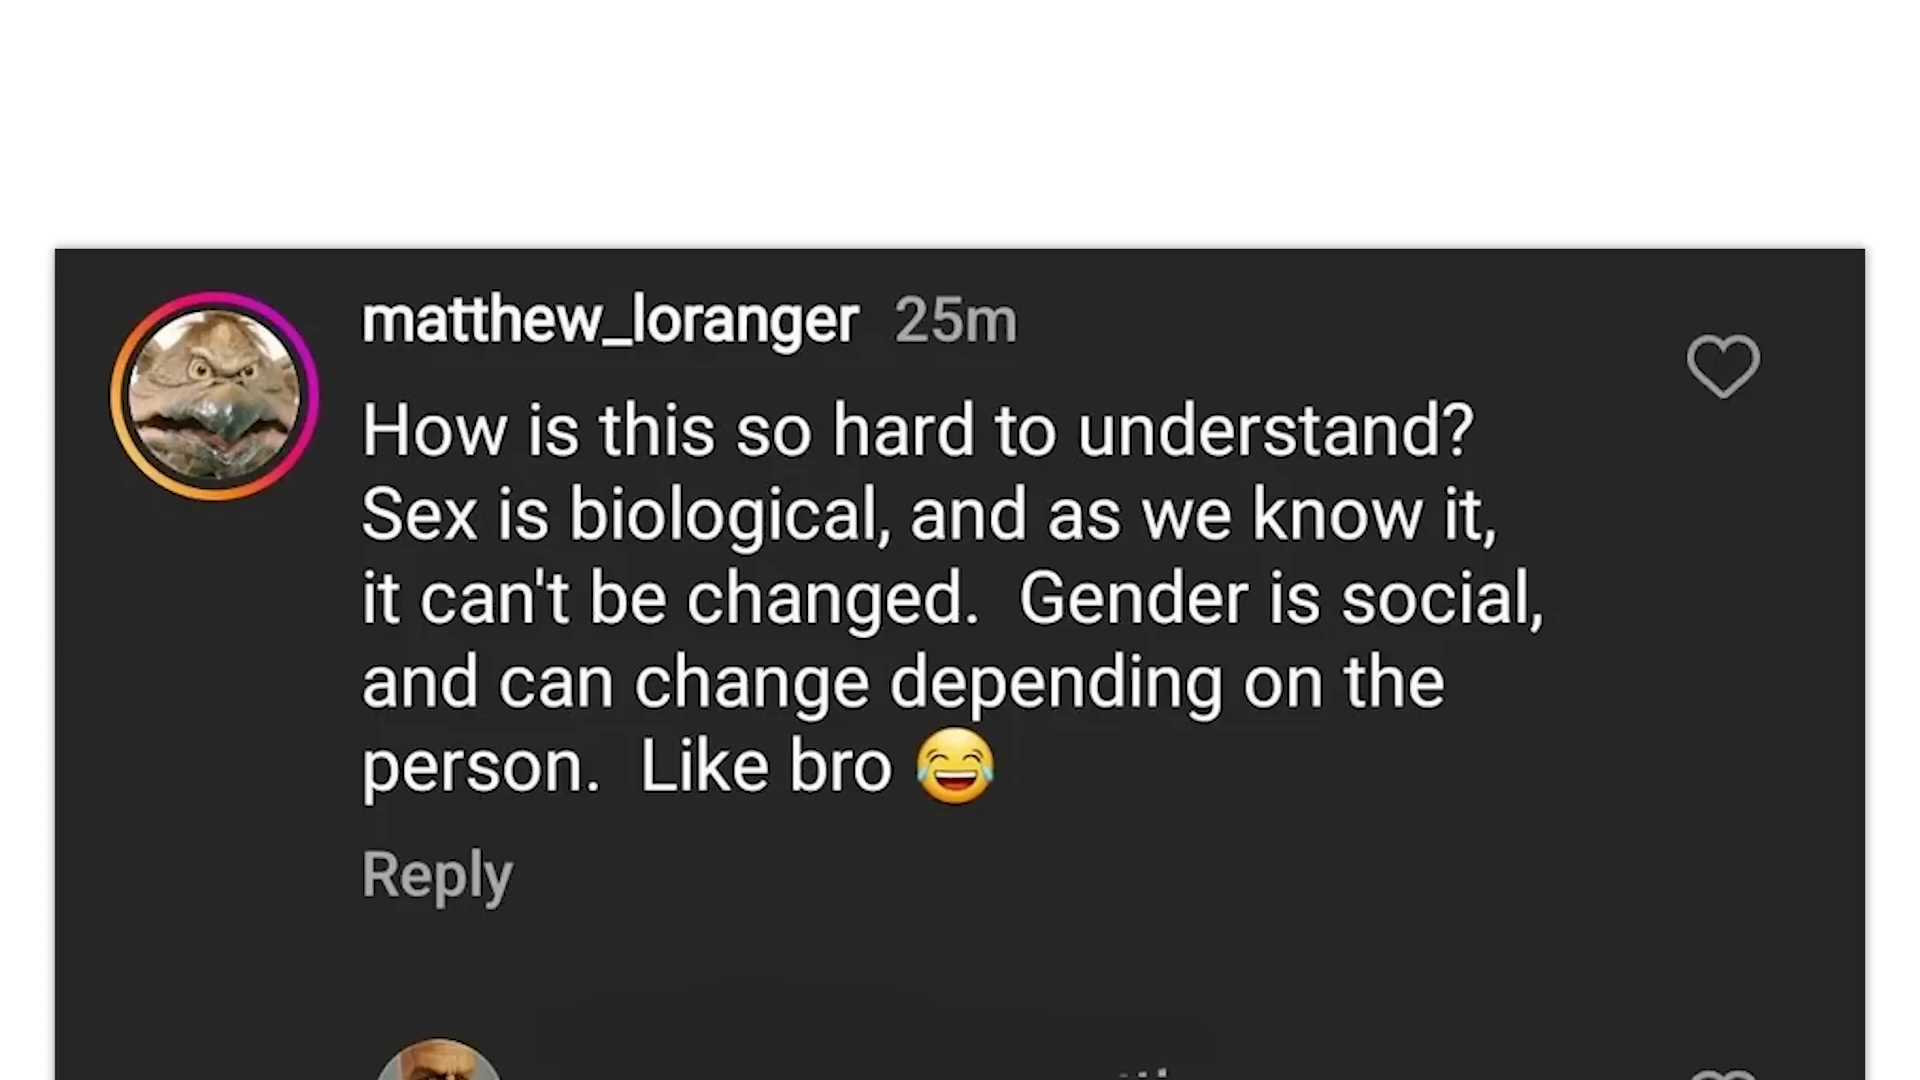 matthew_loranger 25m
How is this so hard to understand?
Sex is biological, and as we know it,
it can't be changed.  Gender is social,
and can change depending on the
person.  Like bro 😂
Reply